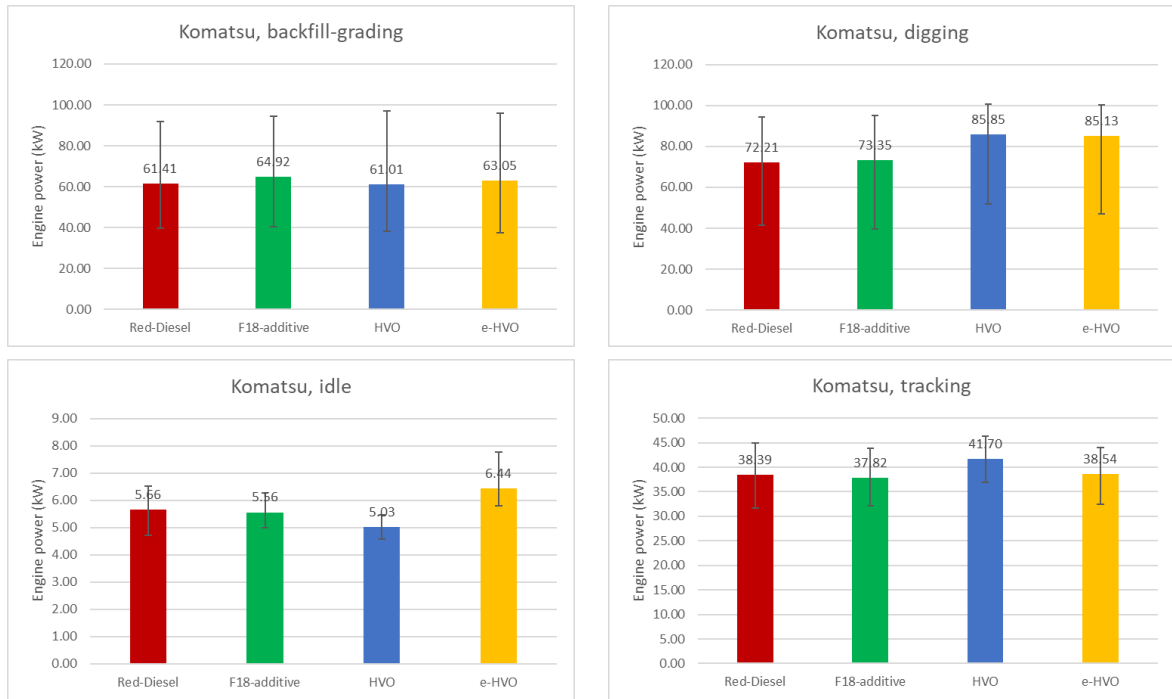 Komatsu, backfill-grading
Engine power (kW)
120.00
100.00
80.00
60.00
40.00
20.00
0.00
61.41
64.92
61.01
63.05
Red-Diesel
F18-additive
HVO
e-HVO
Komatsu, digging
Engine power (kW)
120.00
100.00
80.00
60.00
40.00
20.00
0.00
72.21
73.35
85.85
85.13
Red-Diesel
F18-additive
HVO
e-HVO
Komatsu, idle
Engine power (kW)
9.00
8.00
7.00
6.00
5.00
4.00
3.00
2.00
1.00
0.00
5.66
5.56
5.03
6.44
Red-Diesel
F18-additive
HVO
e-HVO
Komatsu, tracking
Engine power (kW)
50.00
45.00
40.00
35.00
30.00
25.00
20.00
15.00
10.00
5.00
0.00
38.39
37.82
41.70
38.54
Red-Diesel
F18-additive
HVO
e-HVO